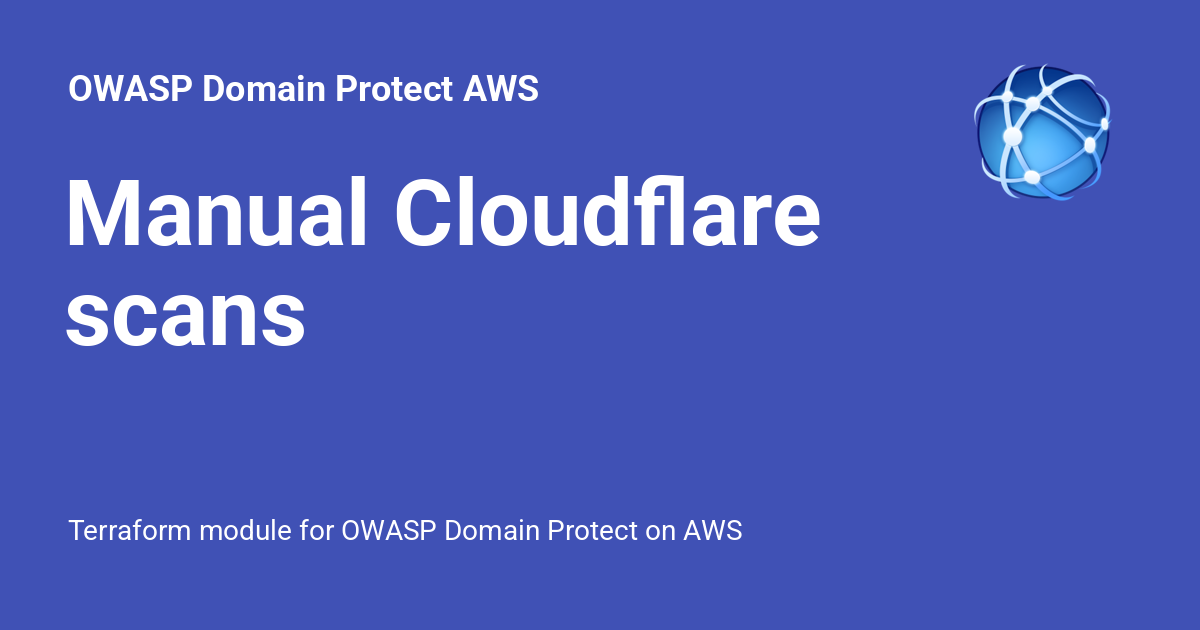 OWASP Domain Protect AWS
Manual Cloudflare
scans
Terraform module for OWASP Domain Protect on AWS